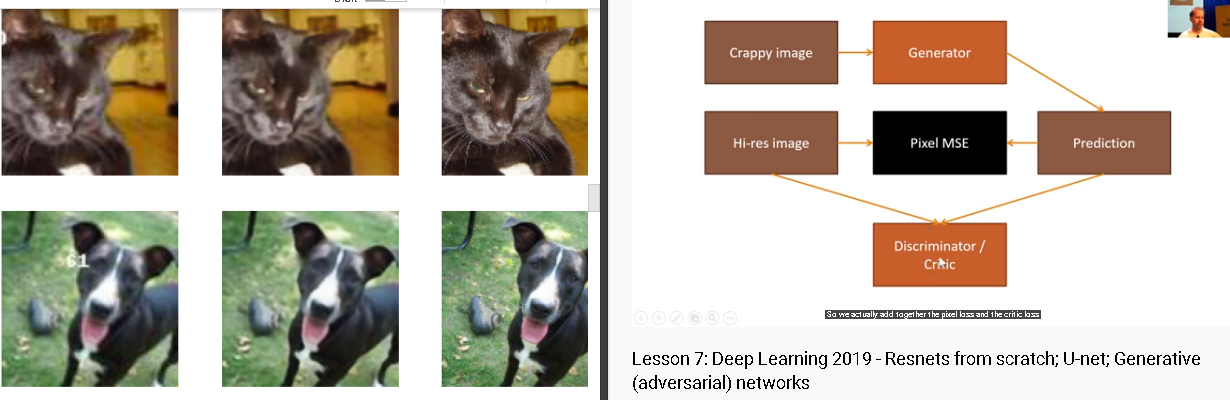 61
Crappy image
Generator
Hi-res image
Pixel MSE
Prediction
Discriminator /
Critic
So we actually add together the pixel loss and the critic loss
Lesson 7: Deep Learning 2019 - Resnets from scratch; U-net; Generative
(adversarial) networks